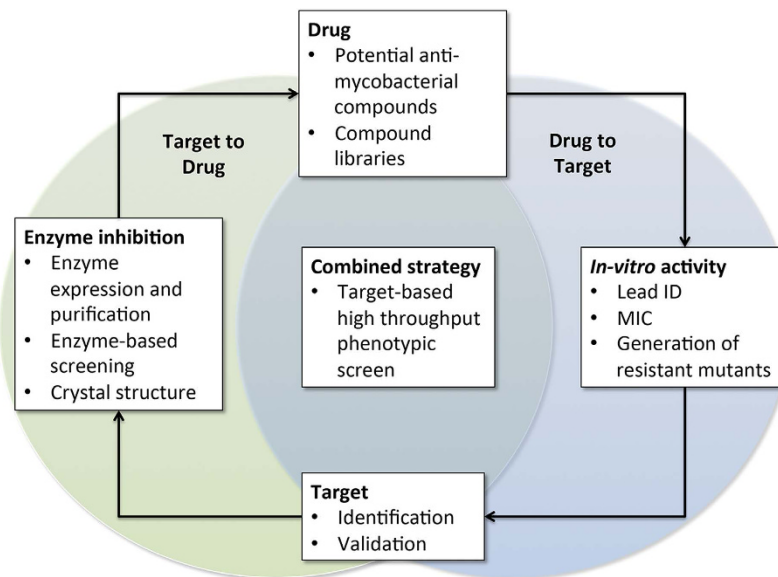 Drug
• Potential anti-
mycobacterial
compounds
• Compound
libraries
Target to
Drug
Drug to
Target
Enzyme inhibition
• Enzyme
expression and
purification
• Enzyme-based
screening
• Crystal structure
Combined strategy
• Target-based
high throughput
phenotypic
screen
In-vitro activity
• Lead ID
• MIC
• Generation of
resistant mutants
Target
• Identification
• Validation